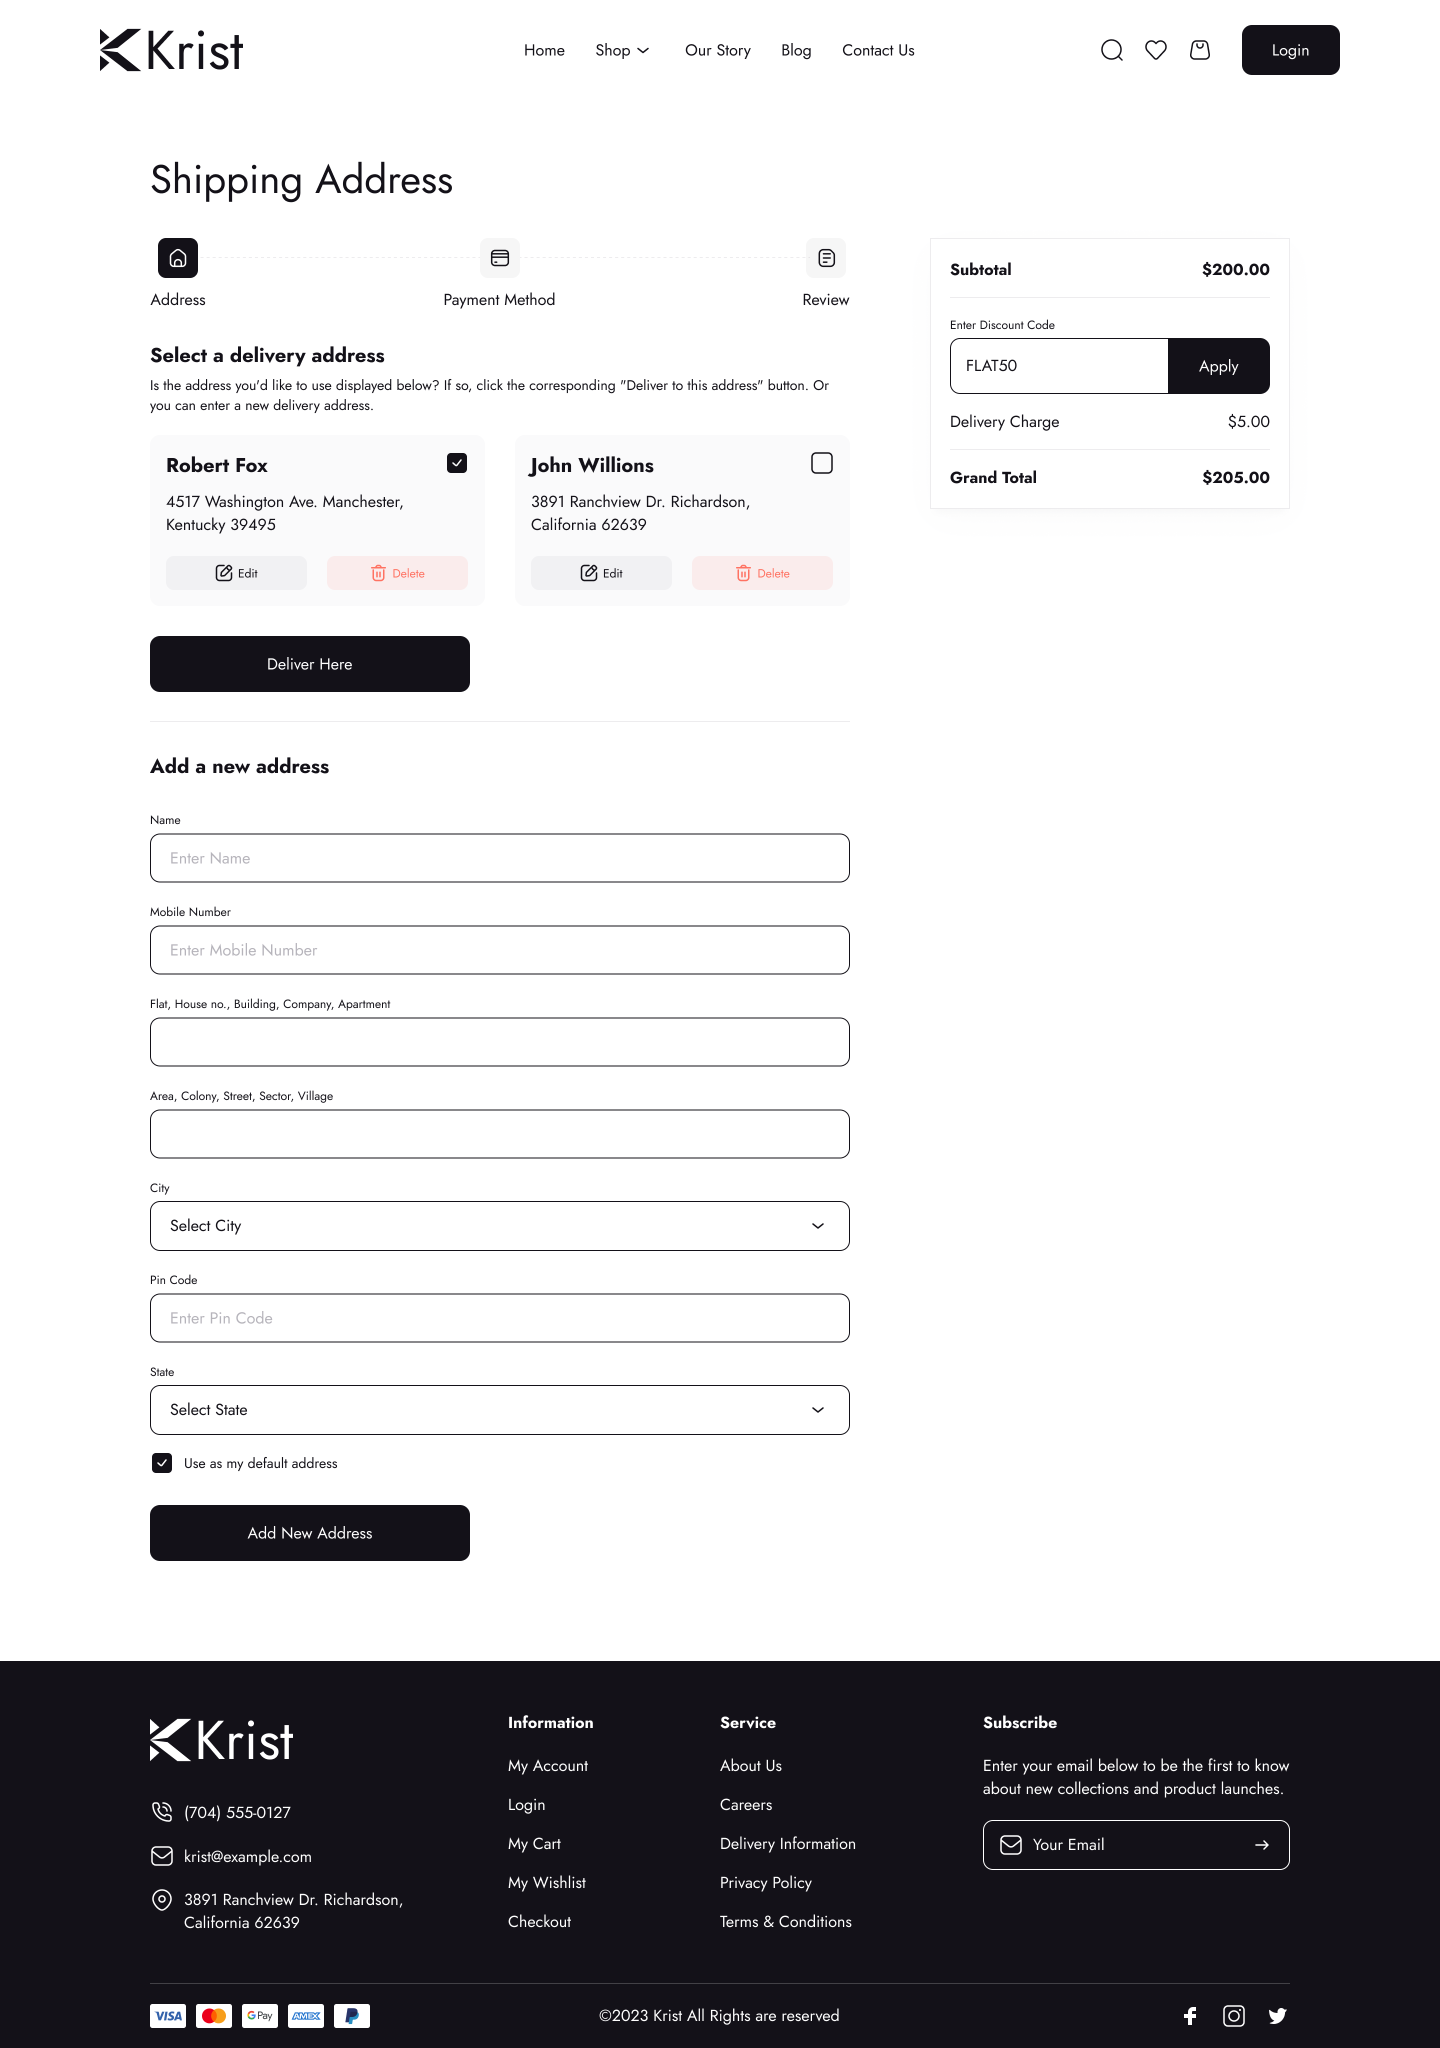 Krist
Home
Shop
Our Story
Blog
Contact Us
Login
Shipping Address
Address
Payment Method
Review
Select a delivery address
Is the address you'd like to use displayed below? If so, click the corresponding "Deliver to this address" button. Or
you can enter a new delivery address.
Robert Fox
4517 Washington Ave. Manchester,
Kentucky 39495
Edit
Delete
John Willions
3891 Ranchview Dr. Richardson,
California 62639
Edit
Delete
Deliver Here
Subtotal
$200.00
Enter Discount Code
FLAT50
Apply
Delivery Charge
$5.00
Grand Total
$205.00
Add a new address
Name
Enter Name
Mobile Number
Enter Mobile Number
Flat, House no., Building, Company, Apartment
Area, Colony, Street, Sector, Village
City
Select City
Pin Code
Enter Pin Code
State
Select State
Use as my default address
Add New Address
Krist
(704) 555-0127
krist@example.com
3891 Ranchview Dr. Richardson,
California 62639
Information
My Account
Login
My Cart
My Wishlist
Checkout
Service
About Us
Careers
Delivery Information
Privacy Policy
Terms & Conditions
Subscribe
Enter your email below to be the first to know
about new collections and product launches.
Your Email
VISA
G Pay
AMEX
©2023 Krist All Rights are reserved